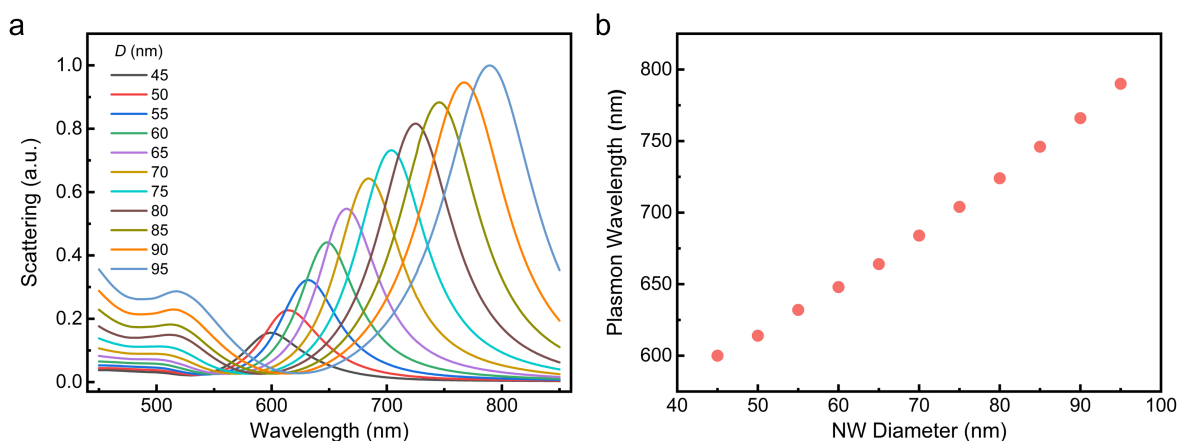 a
D (nm)
45
50
55
60
65
70
75
80
85
90
95
1.0
0.8
0.6
0.4
0.2
0.0
Scattering (a.u.)
500 600 700 800
Wavelength (nm)
b
800
750
700
650
600
Plasmon Wavelength (nm)
40 50 60 70 80 90 100
NW Diameter (nm)